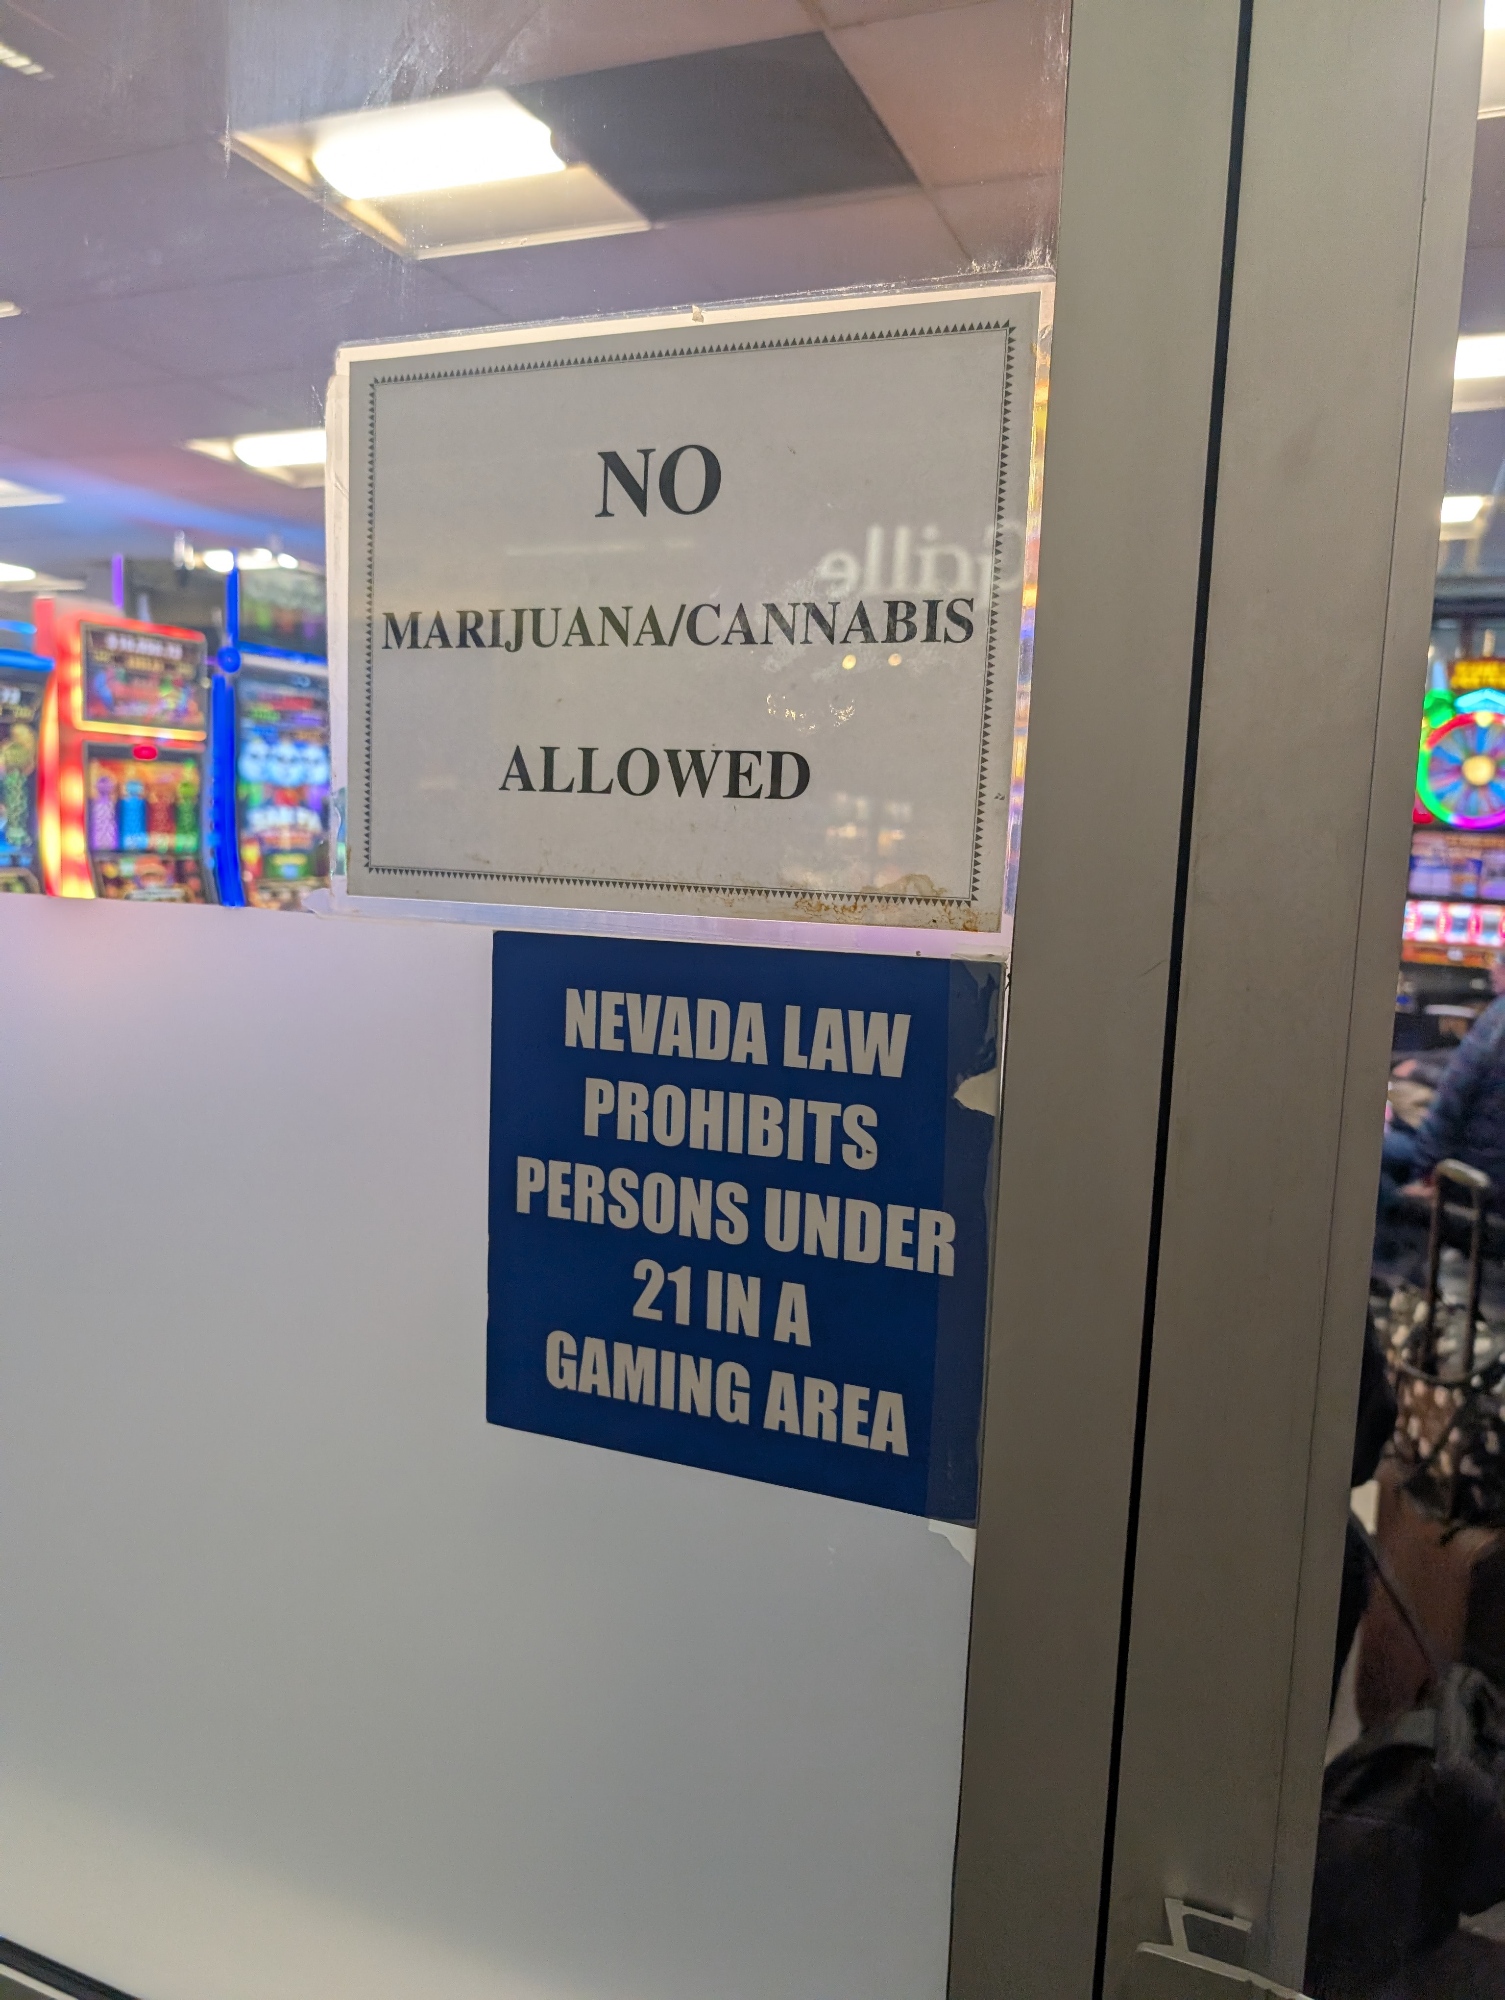 NO
MARIJUANA/CANNABIS
ALLOWED
NEVADA LAW
PROHIBITS
PERSONS UNDER
21 IN A
GAMING AREA